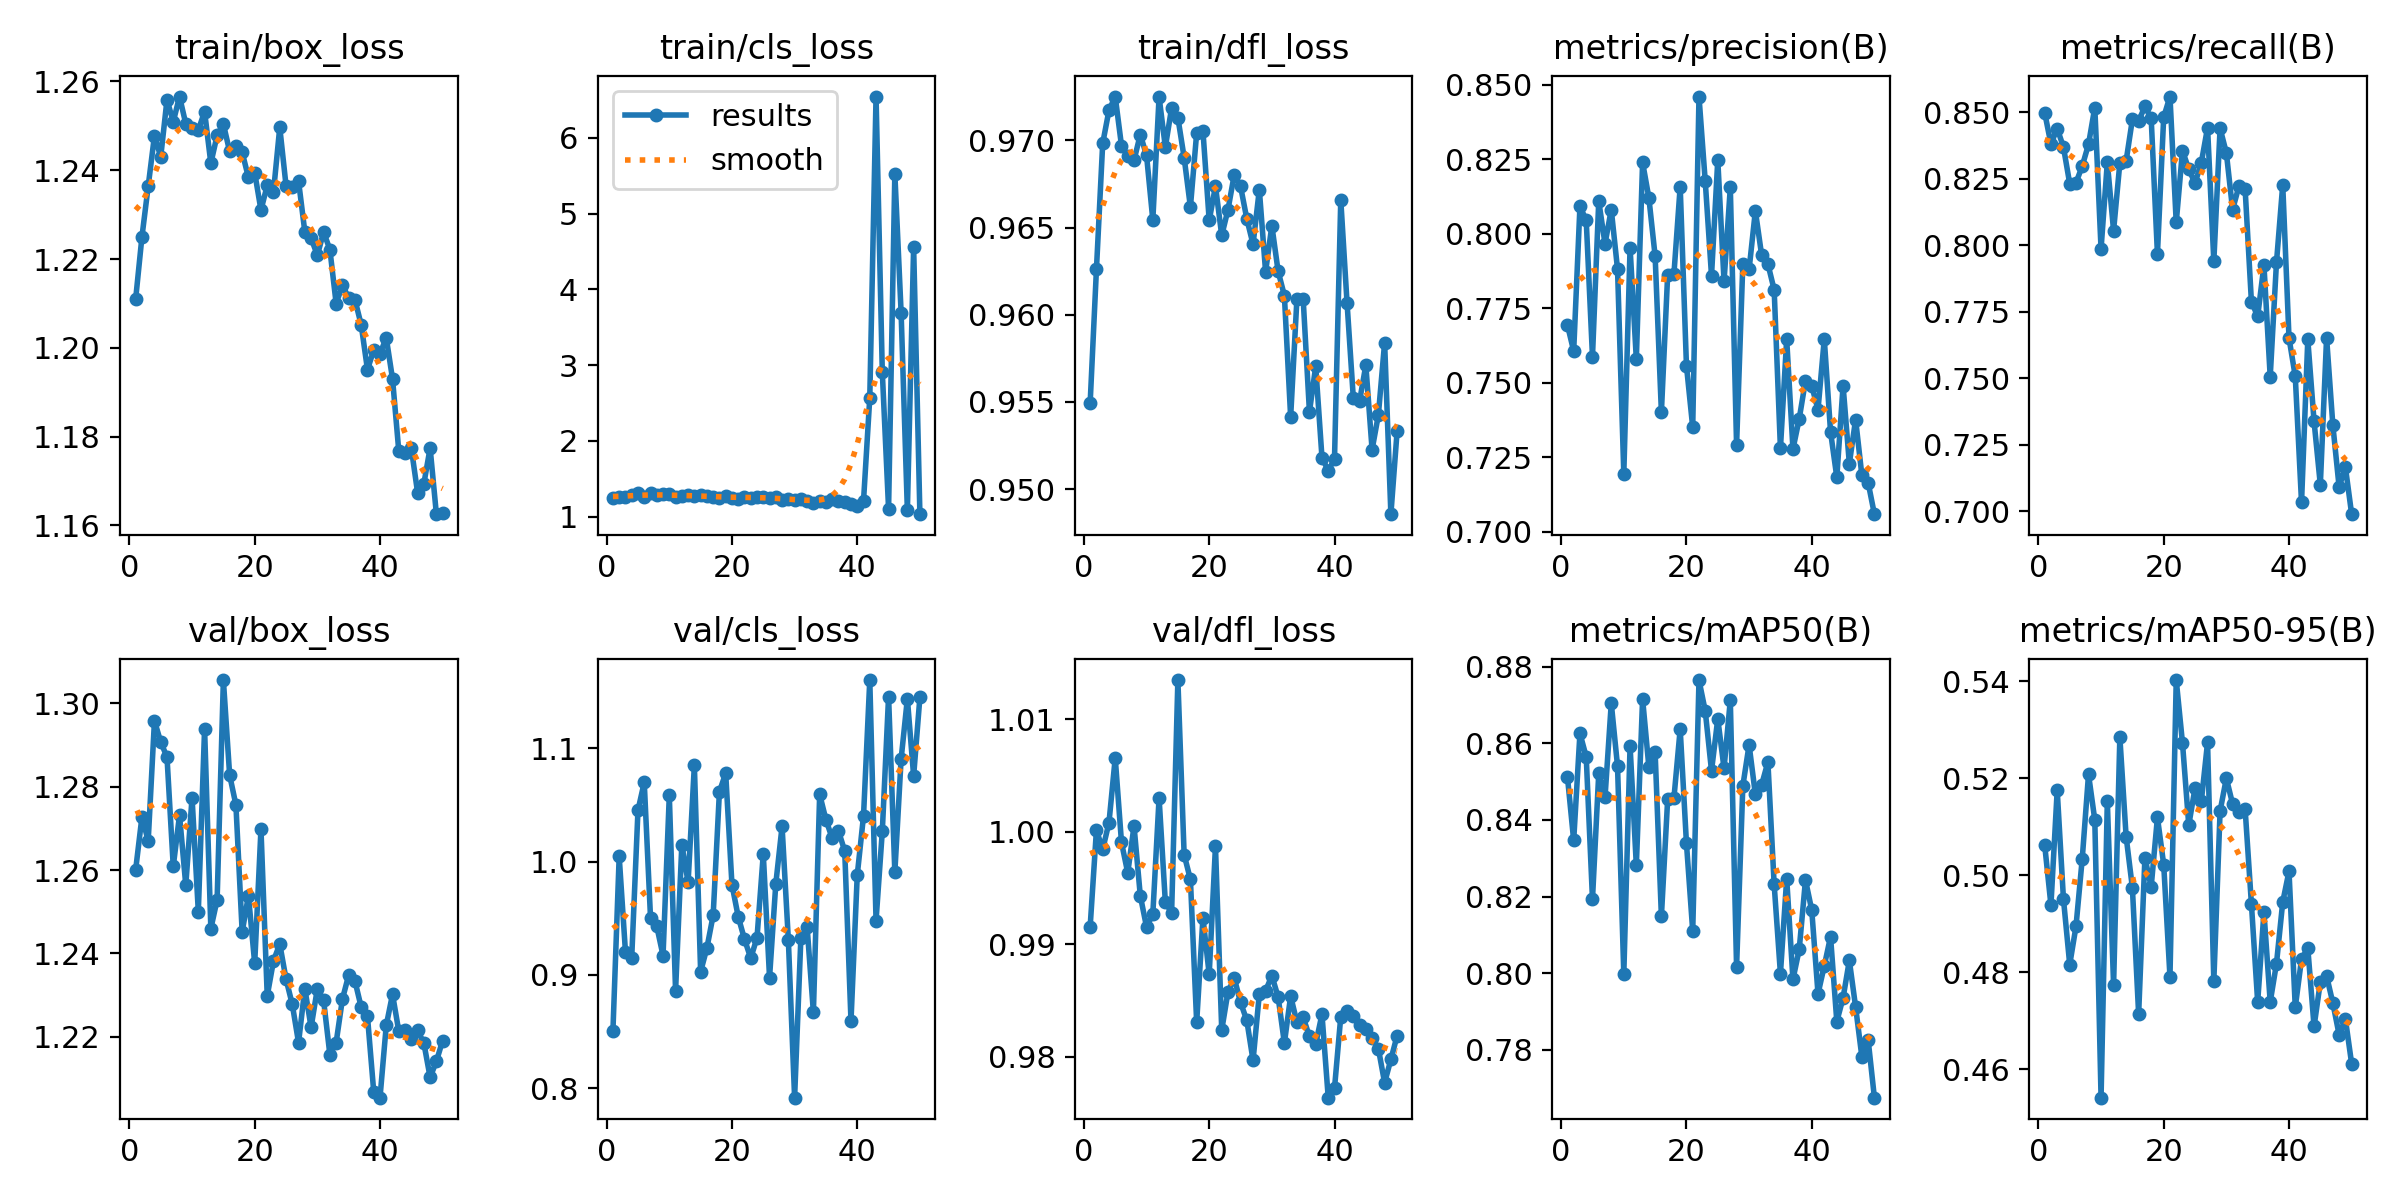 train/box_loss
1.26
1.24
1.22
1.20
1.18
1.16
0 20 40
train/cls_loss
results
smooth
6
5
4
3
2
1
0 20 40
train/dfl_loss
0.970
0.965
0.960
0.955
0.950
0 20 40
metrics/precision(B)
0.850
0.825
0.800
0.775
0.750
0.725
0.700
0 20 40
metrics/recall(B)
0.850
0.825
0.800
0.775
0.750
0.725
0.700
0 20 40
val/box_loss
1.30
1.28
1.26
1.24
1.22
0 20 40
val/cls_loss
1.1
1.0
0.9
0.8
0 20 40
val/dfl_loss
1.01
1.00
0.99
0.98
0 20 40
metrics/mAP50(B)
0.88
0.86
0.84
0.82
0.80
0.78
0 20 40
metrics/mAP50-95(B)
0.54
0.52
0.50
0.48
0.46
0 20 40